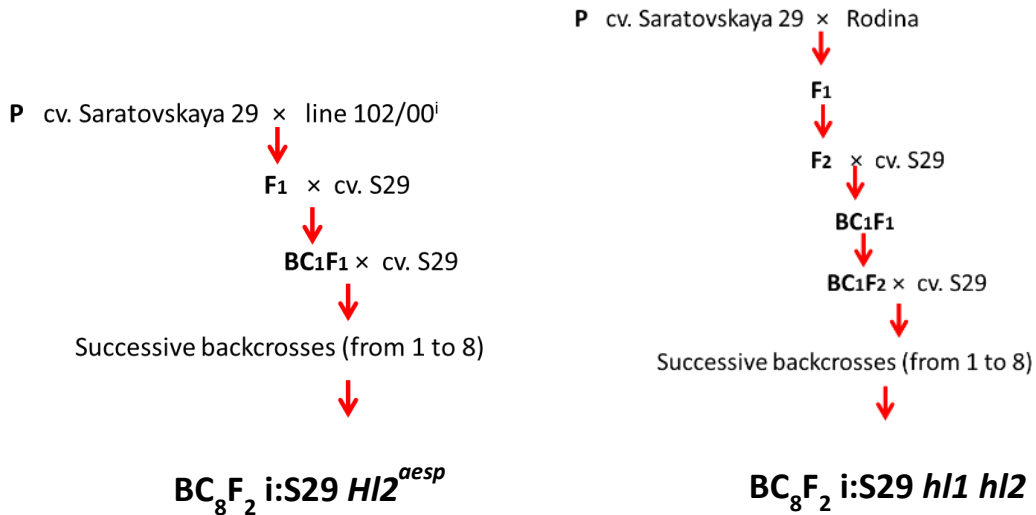 P cv. Saratovskaya 29 × line 102/00ⁱ
F₁ × cv. S29
BC₁F₁ × cv. S29
Successive backcrosses (from 1 to 8)
BC₈F₂ i:S29 Hl2ᵃᵉˢᵖ
P cv. Saratovskaya 29 × Rodina
F₁
F₂ × cv. S29
BC₁F₁
BC₁F₂ × cv. S29
Successive backcrosses (from 1 to 8)
BC₈F₂ i:S29 hl1 hl2